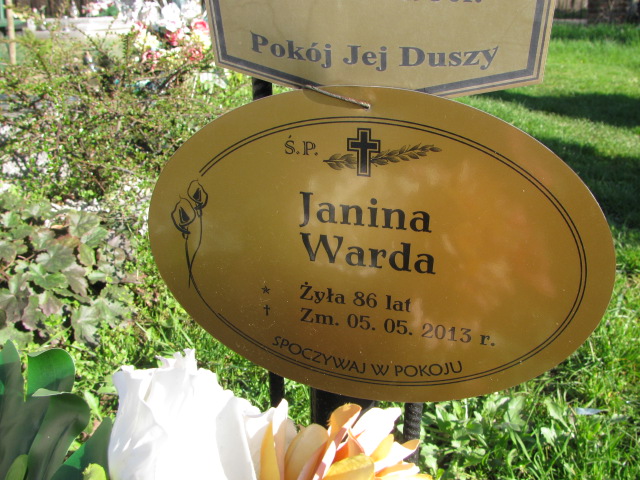 Pokój Jej Duszy
Ś.P.
Janina
Warda
* Żyła 86 lat
† Zm. 05. 05. 2013 r.
SPOCZYWAJ W POKOJU